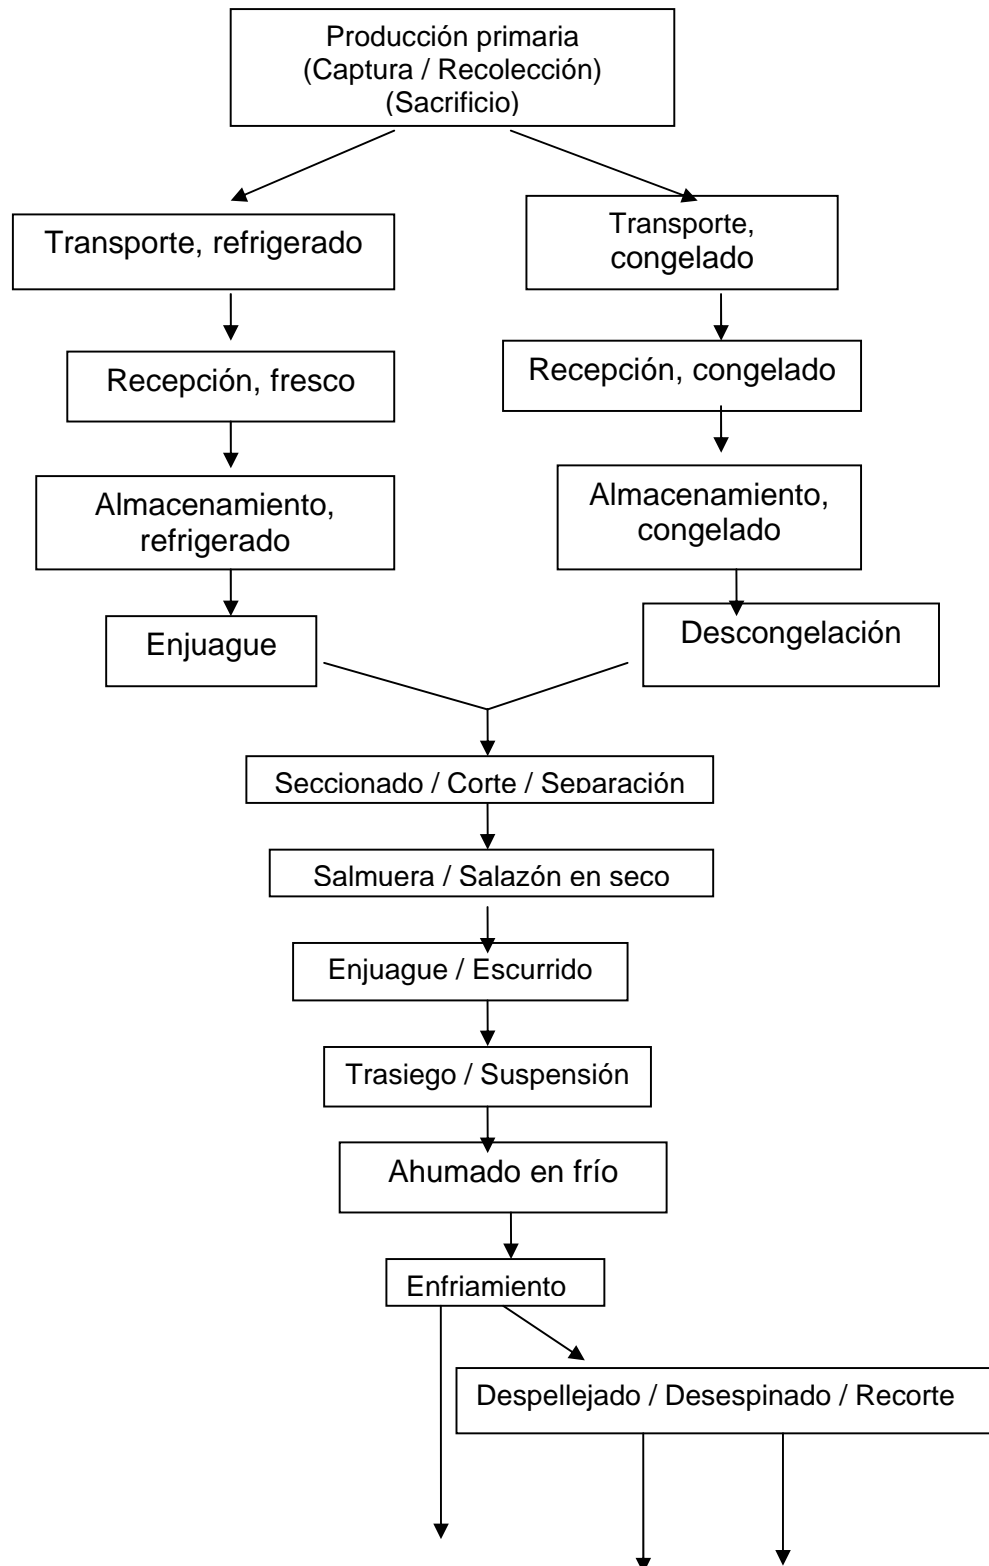 Producción primaria
(Captura / Recolección)
(Sacrificio)
Transporte, refrigerado
Transporte,
congelado
Recepción, fresco
Recepción, congelado
Almacenamiento,
refrigerado
Almacenamiento,
congelado
Enjuague
Descongelación
Seccionado / Corte / Separación
Salmuera / Salazón en seco
Enjuague / Escurrido
Trasiego / Suspensión
Ahumado en frío
Enfriamiento
Despellejado / Desespinado / Recorte